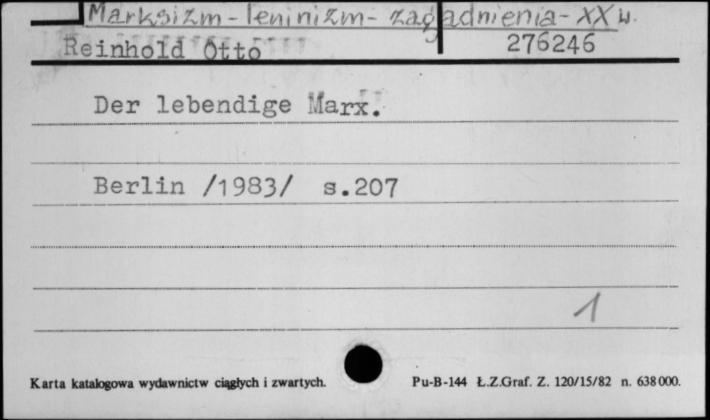 Marksizm - leninizm - zagadnienia - XX w.
Reinhold Otto 276246
Der lebendige Marx.
Berlin /1983/ s.207
1
Karta katalogowa wydawnictw ciągłych i zwartych. Pu-B-144 Ł.Z.Graf. Z. 120/15/82 n. 638000.